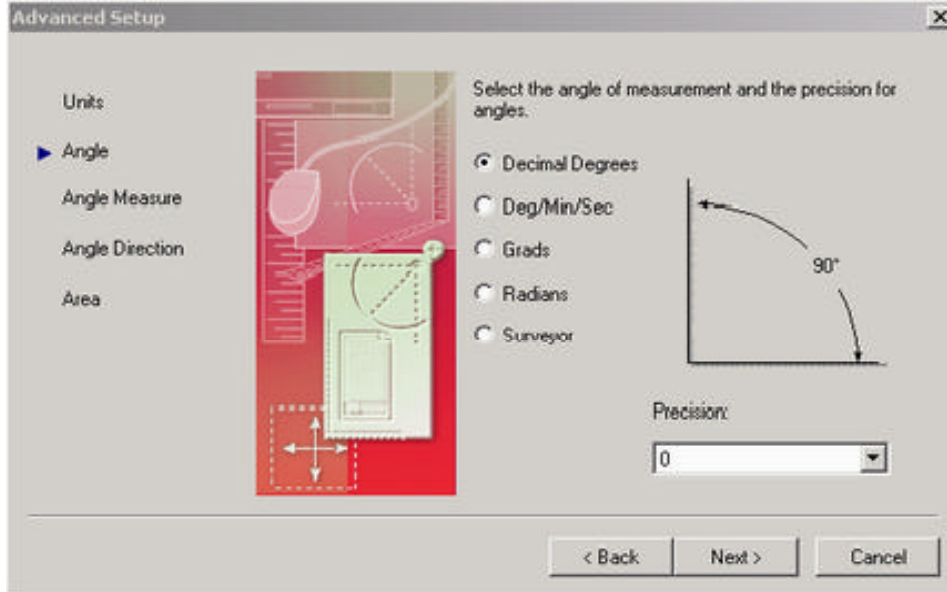 Advanced Setup
Units
Angle
Angle Measure
Angle Direction
Area
Select the angle of measurement and the precision for
angles.
Decimal Degrees
Deg/Min/Sec
Grads
Radians
Surveyor
90°
Precision:
0
< Back
Next >
Cancel